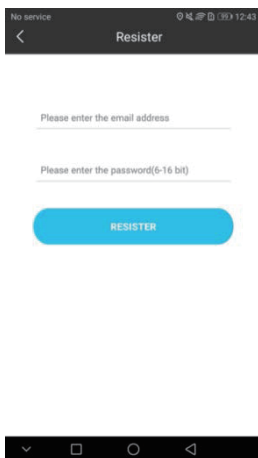 No service 12:43
Resister
Please enter the email address
Please enter the password(6-16 bit)
RESISTER